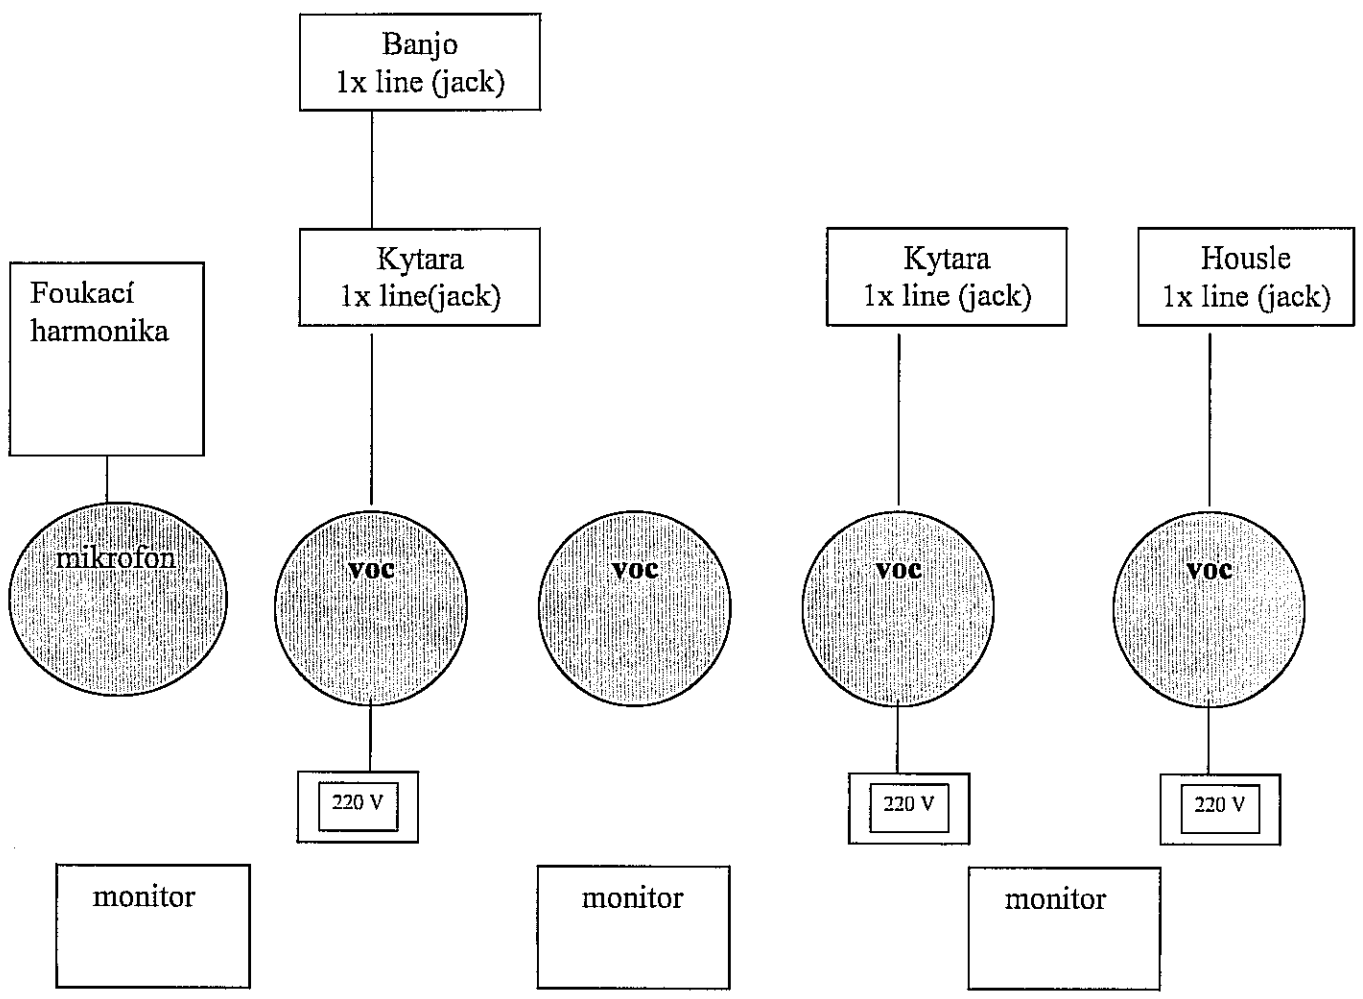 Banjo
1x line (jack)
Kytara
1x line(jack)
Kytara
1x line (jack)
Housle
1x line (jack)
Foukací
harmonika
mikrofon
voc
voc
voc
voc
220 V
220 V
220 V
monitor
monitor
monitor